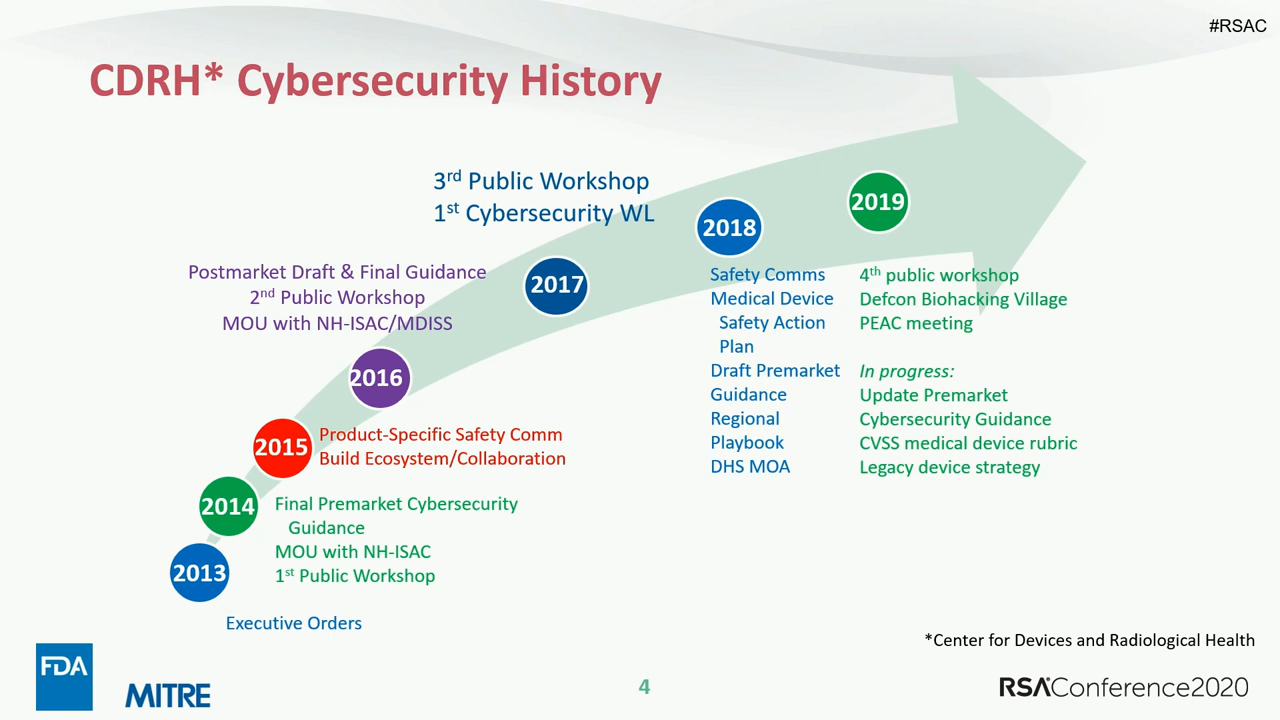 #RSAC
CDRH* Cybersecurity History
3rd Public Workshop
1st Cybersecurity WL
2019
2018
Postmarket Draft & Final Guidance
2nd Public Workshop
MOU with NH-ISAC/MDISS
2017
Safety Comms
Medical Device
Safety Action
Plan
Draft Premarket
Guidance
Regional
Playbook
DHS MOA
4th public workshop
Defcon Biohacking Village
PEAC meeting
In progress:
Update Premarket
Cybersecurity Guidance
CVSS medical device rubric
Legacy device strategy
2016
2015
Product-Specific Safety Comm
Build Ecosystem/Collaboration
2014
Final Premarket Cybersecurity
Guidance
MOU with NH-ISAC
1st Public Workshop
2013
Executive Orders
*Center for Devices and Radiological Health
FDA
MITRE
4
RSAConference2020